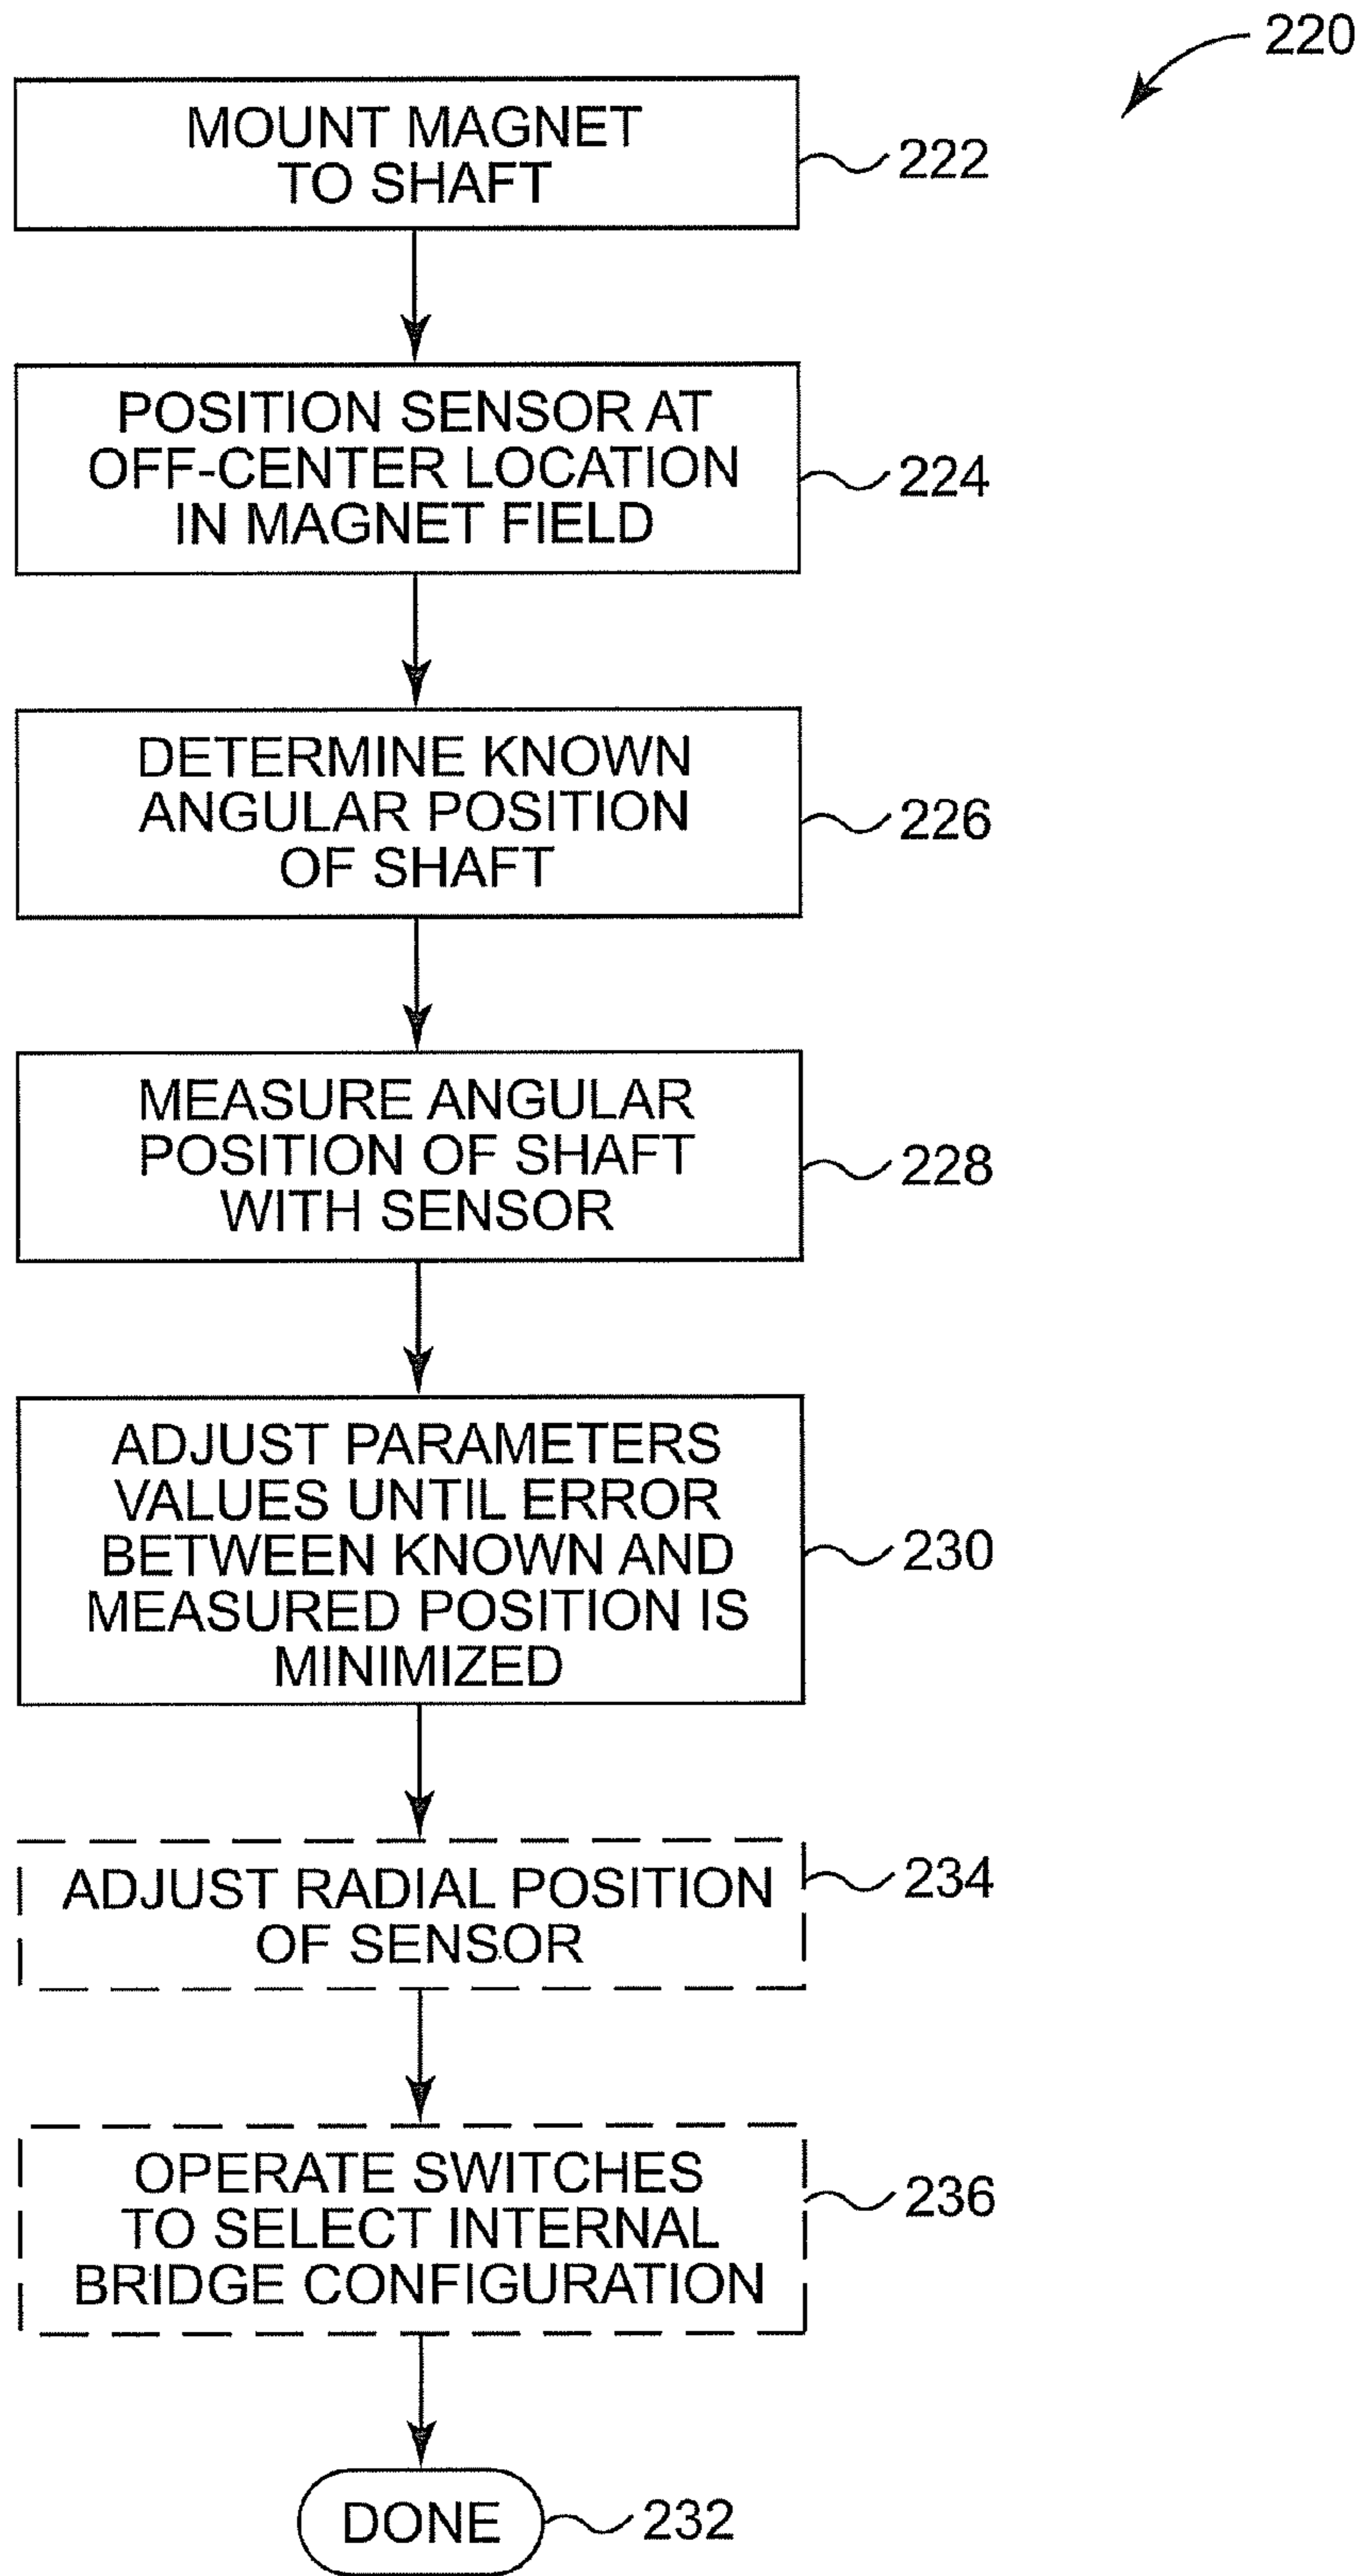 220
MOUNT MAGNET
TO SHAFT
222
POSITION SENSOR AT
OFF-CENTER LOCATION
IN MAGNET FIELD
224
DETERMINE KNOWN
ANGULAR POSITION
OF SHAFT
226
MEASURE ANGULAR
POSITION OF SHAFT
WITH SENSOR
228
ADJUST PARAMETERS
VALUES UNTIL ERROR
BETWEEN KNOWN AND
MEASURED POSITION IS
MINIMIZED
230
ADJUST RADIAL POSITION
OF SENSOR
234
OPERATE SWITCHES
TO SELECT INTERNAL
BRIDGE CONFIGURATION
236
DONE
232